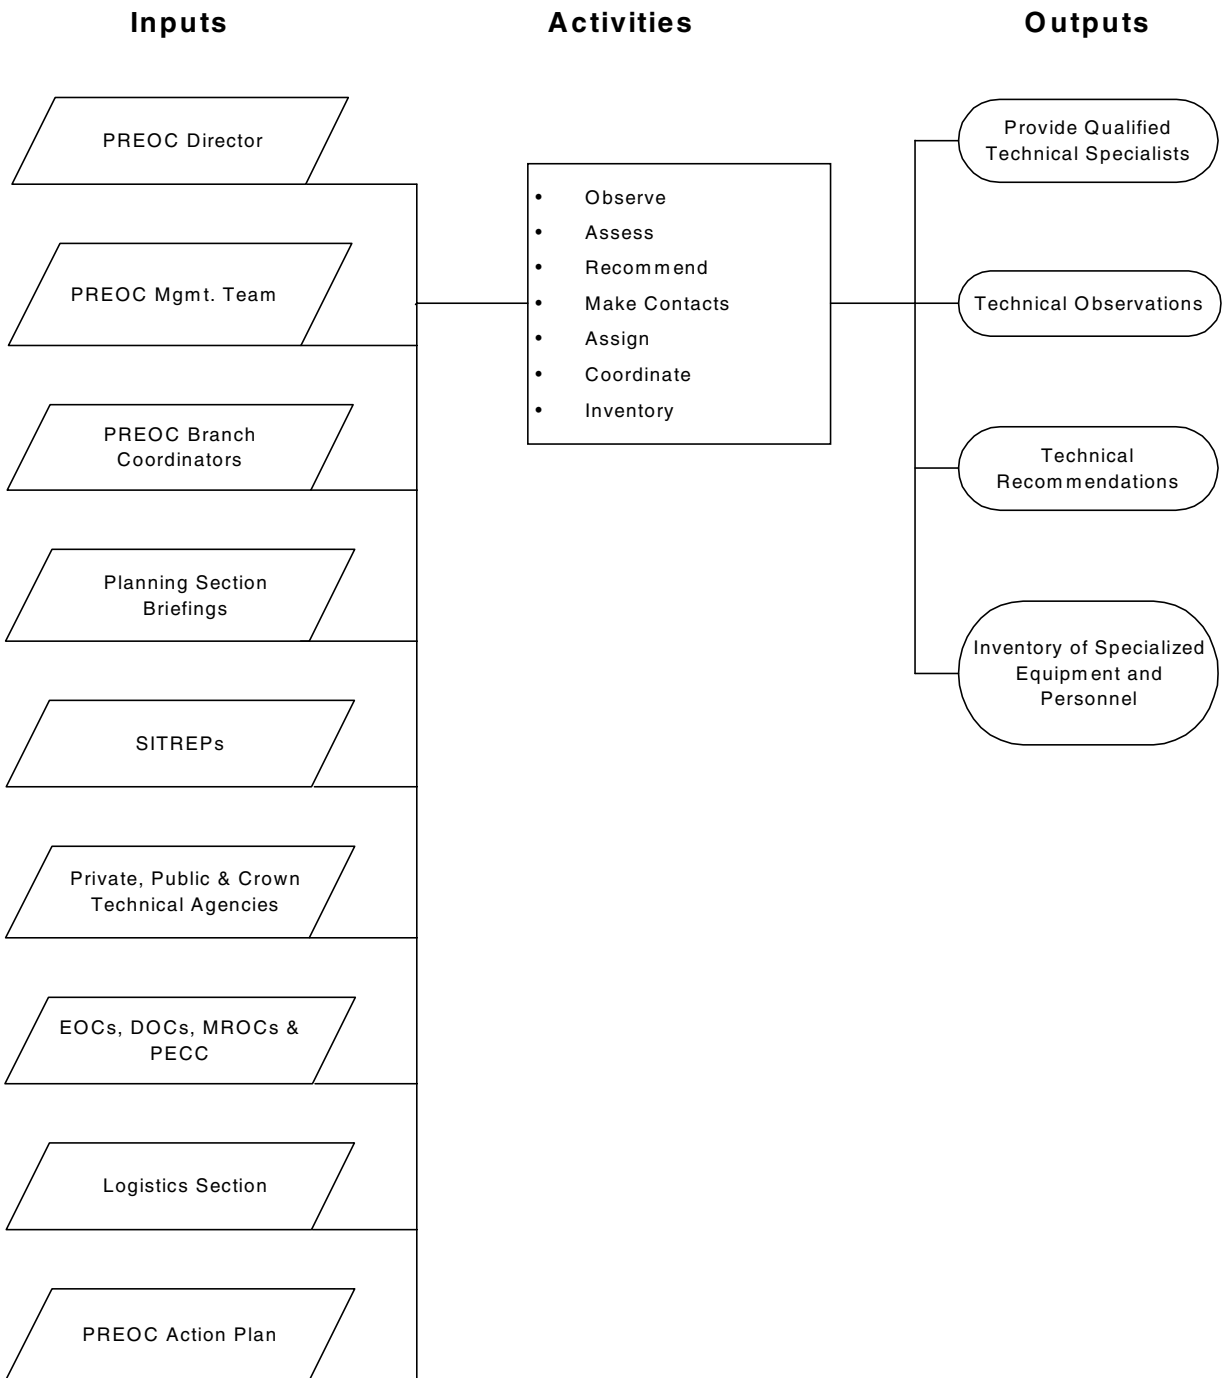 Inputs
Activities
Outputs
PREOC Director
PREOC Mgmt. Team
PREOC Branch
Coordinators
Planning Section
Briefings
SITREPs
Private, Public & Crown
Technical Agencies
EOCs, DOCs, MROCs &
PECC
Logistics Section
PREOC Action Plan
• Observe
• Assess
• Recommend
• Make Contacts
• Assign
• Coordinate
• Inventory
Provide Qualified
Technical Specialists
Technical Observations
Technical
Recommendations
Inventory of Specialized
Equipment and
Personnel